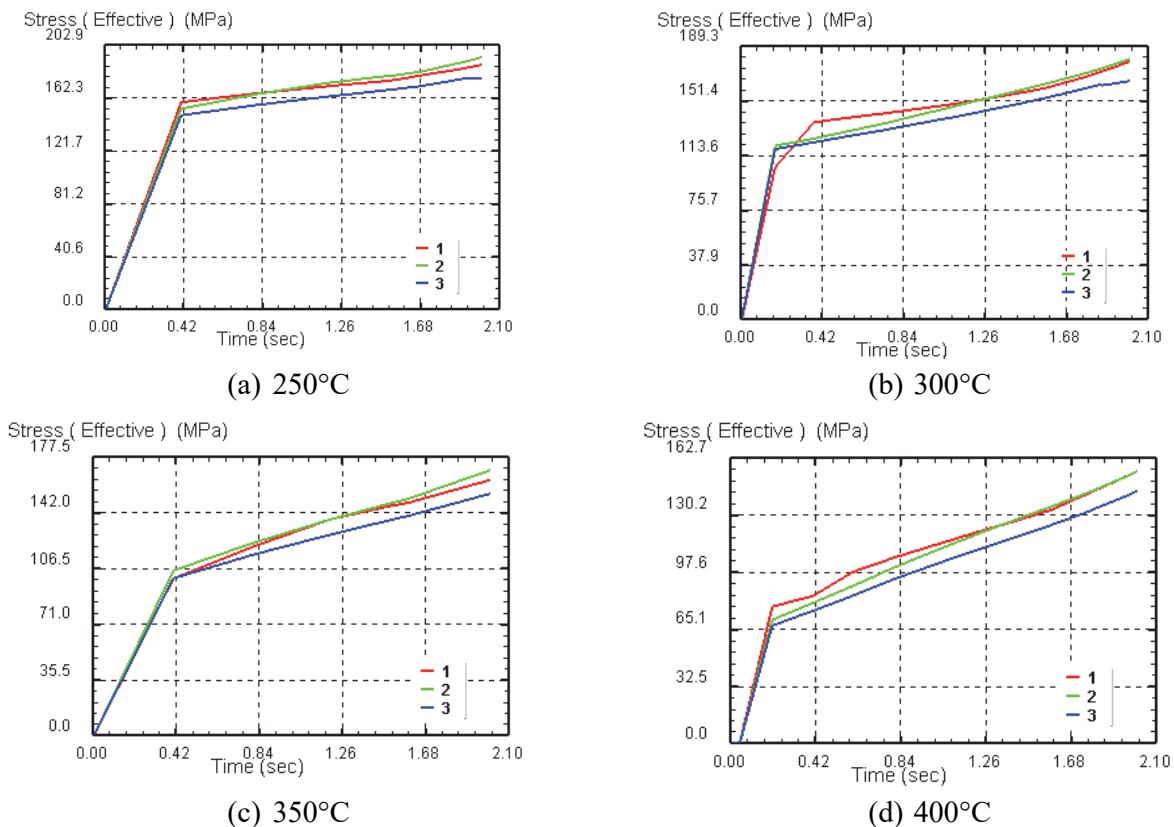 Stress ( Effective ) (MPa)
202.9
162.3
121.7
81.2
40.6
0.0
1
2
3
0.00 0.42 0.84 1.26 1.68 2.10
Time (sec)
(a) 250°C
Stress ( Effective ) (MPa)
189.3
151.4
113.6
75.7
37.9
0.0
1
2
3
0.00 0.42 0.84 1.26 1.68 2.10
Time (sec)
(b) 300°C
Stress ( Effective ) (MPa)
177.5
142.0
106.5
71.0
35.5
0.0
1
2
3
0.00 0.42 0.84 1.26 1.68 2.10
Time (sec)
(c) 350°C
Stress ( Effective ) (MPa)
162.7
130.2
97.6
65.1
32.5
0.0
1
2
3
0.00 0.42 0.84 1.26 1.68 2.10
Time (sec)
(d) 400°C